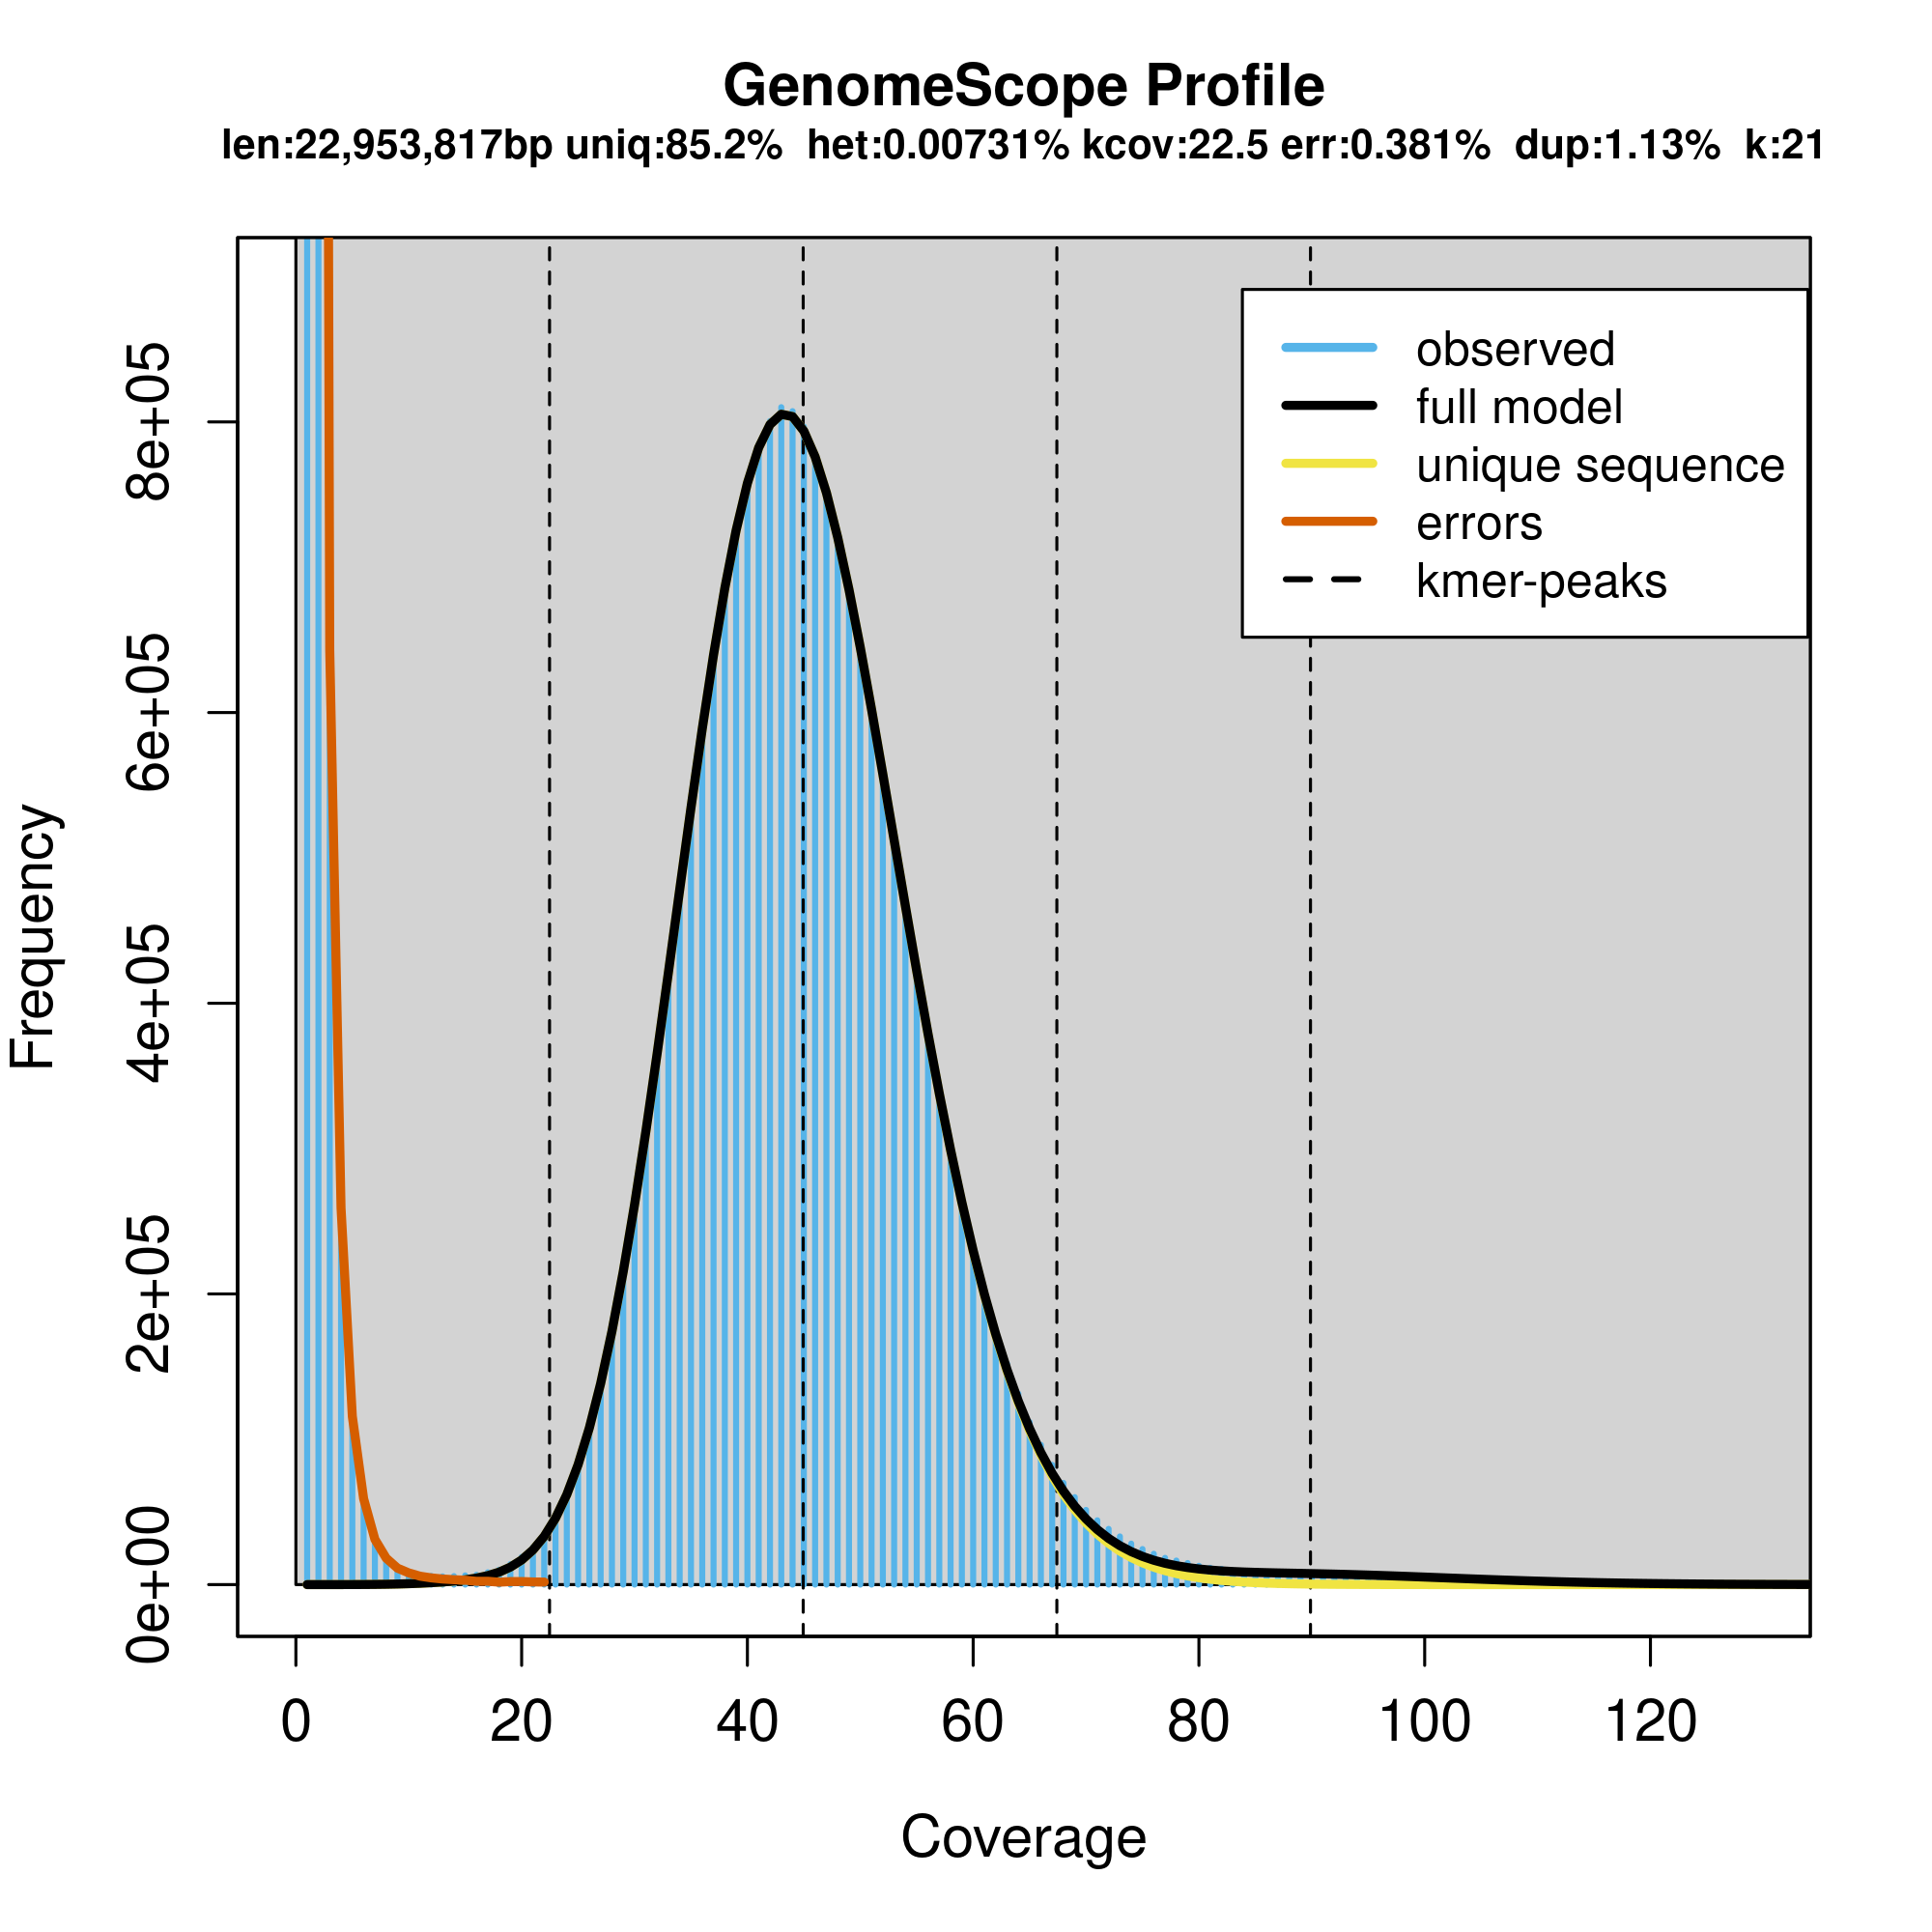 GenomeScope Profile
len:22,953,817bp uniq:85.2% het:0.00731% kcov:22.5 err:0.381% dup:1.13% k:21
observed
full model
unique sequence
errors
kmer-peaks
Frequency
8e+05
6e+05
4e+05
2e+05
0e+00
0 20 40 60 80 100 120
Coverage